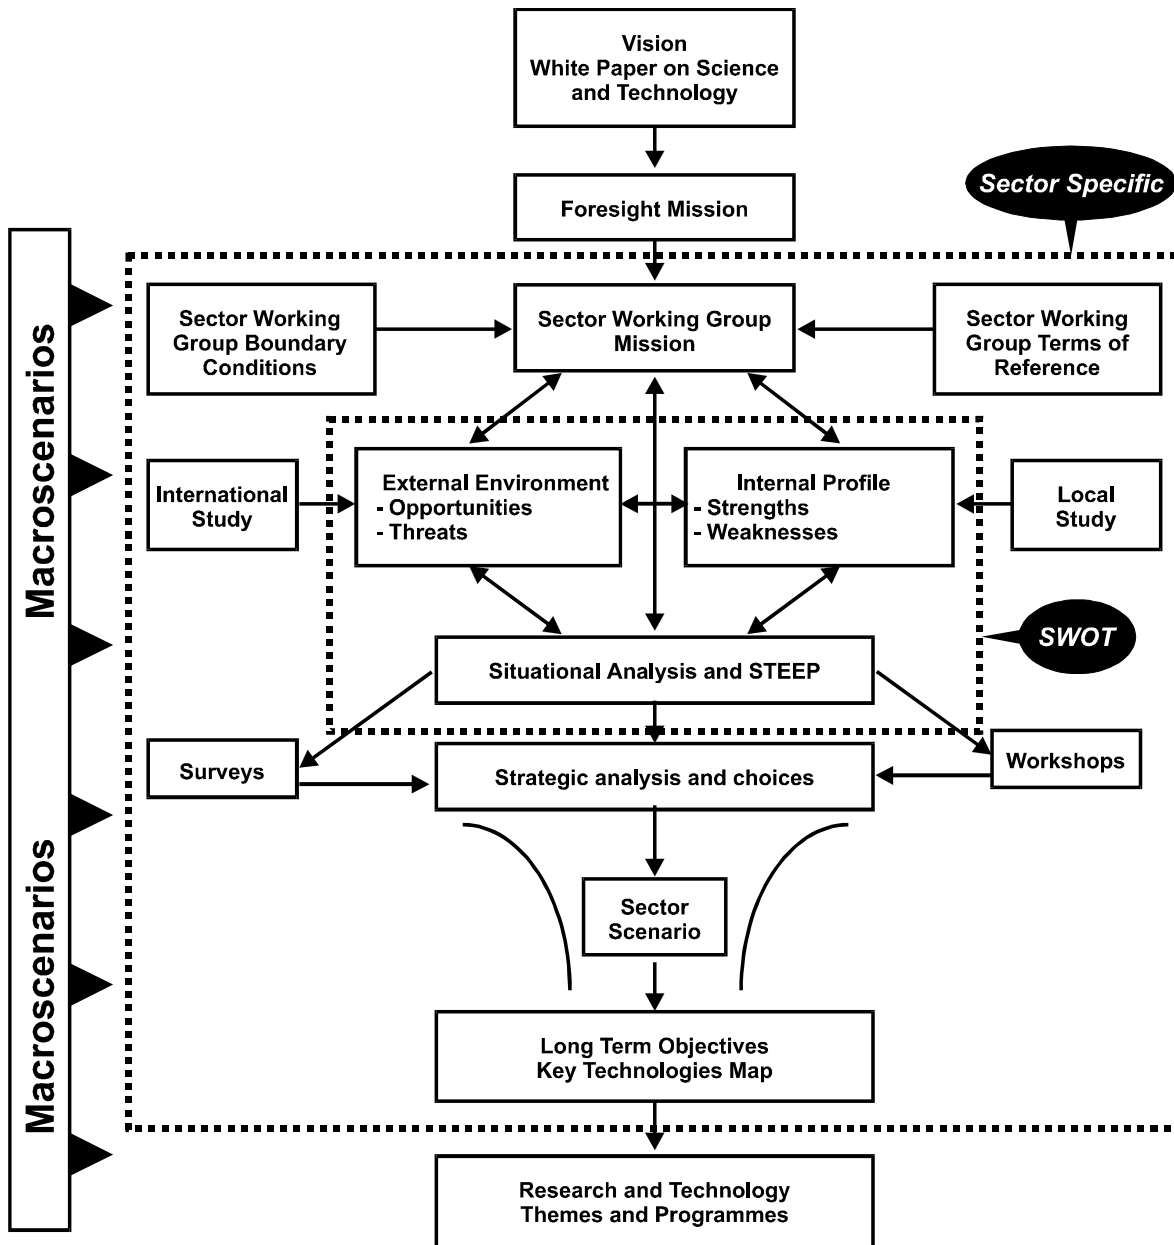 Vision
White Paper on Science
and Technology
Sector Specific
Foresight Mission
Macroscenarios
Macroscenarios
Sector Working
Group Boundary
Conditions
Sector Working Group
Mission
Sector Working
Group Terms of
Reference
International
Study
External Environment
- Opportunities
- Threats
Internal Profile
- Strengths
- Weaknesses
Local
Study
SWOT
Situational Analysis and STEEP
Surveys
Strategic analysis and choices
Workshops
Sector
Scenario
Long Term Objectives
Key Technologies Map
Research and Technology
Themes and Programmes